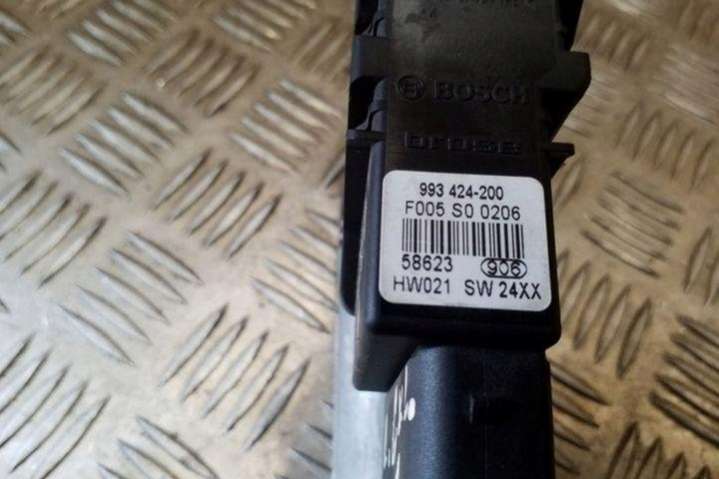 BOSCH
brose
993 424-200
F005 S0 0206
58623 906
HW021 SW 24XX